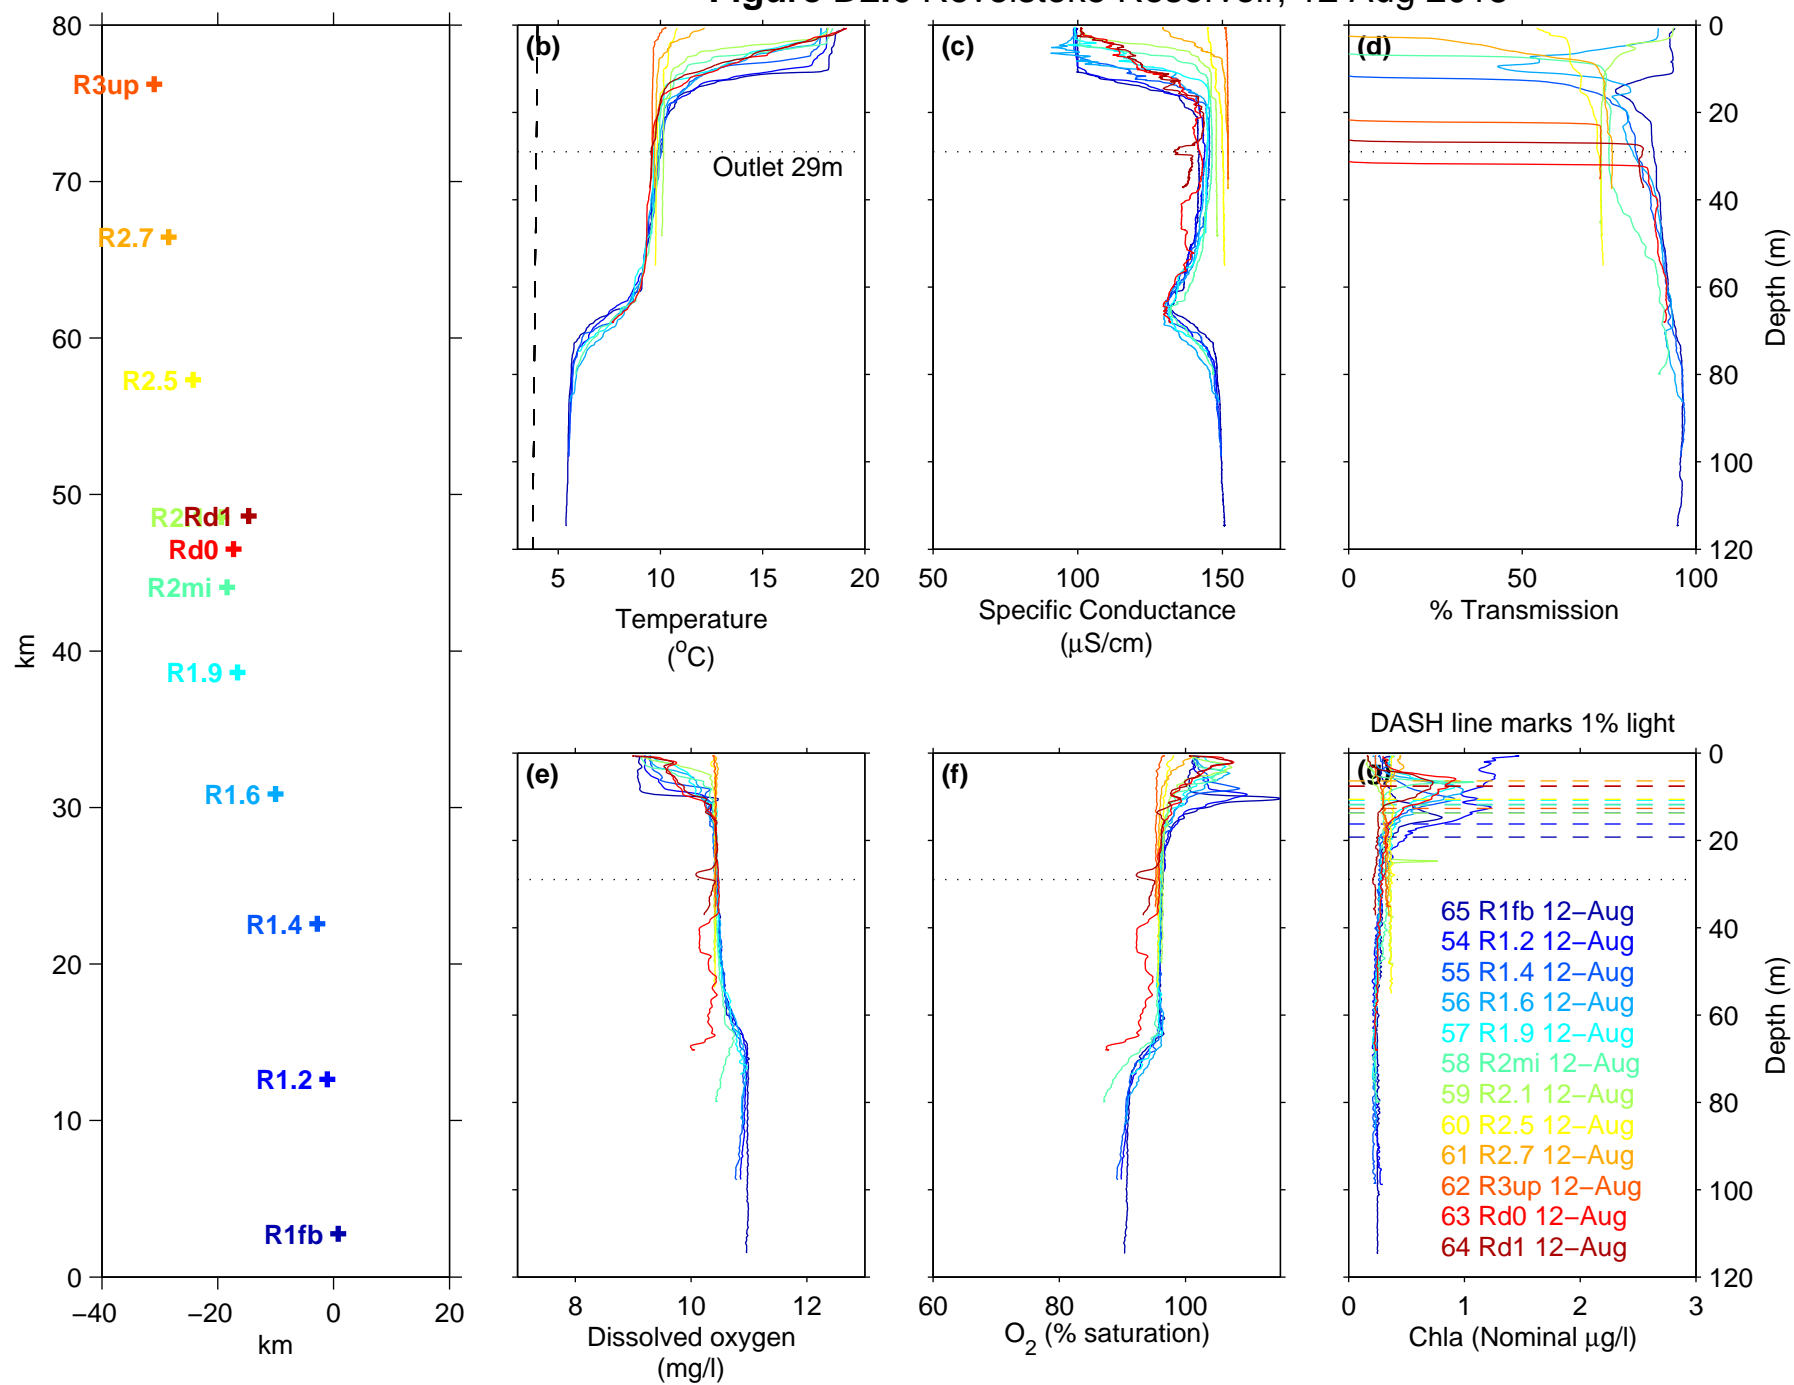 80
70
60
50
40
30
20
10
0
−40
−20
0
20
km
km
R3up
R2.7
R2.5
Rd1
Rd0
R2mi
R1.9
R1.6
R1.4
R1.2
R1fb
(b)
Outlet 29m
5
10
15
20
Temperature
(oC)
(c)
50
100
150
Specific Conductance
(μS/cm)
(d)
0
50
100
% Transmission
0
20
40
60
80
100
120
Depth (m)
(e)
8
10
12
Dissolved oxygen
(mg/l)
(f)
60
80
100
O2 (% saturation)
DASH line marks 1% light
(g)
65 R1fb 12−Aug
54 R1.2 12−Aug
55 R1.4 12−Aug
56 R1.6 12−Aug
57 R1.9 12−Aug
58 R2mi 12−Aug
59 R2.1 12−Aug
60 R2.5 12−Aug
61 R2.7 12−Aug
62 R3up 12−Aug
63 Rd0 12−Aug
64 Rd1 12−Aug
0
1
2
3
Chla (Nominal μg/l)
0
20
40
60
80
100
120
Depth (m)